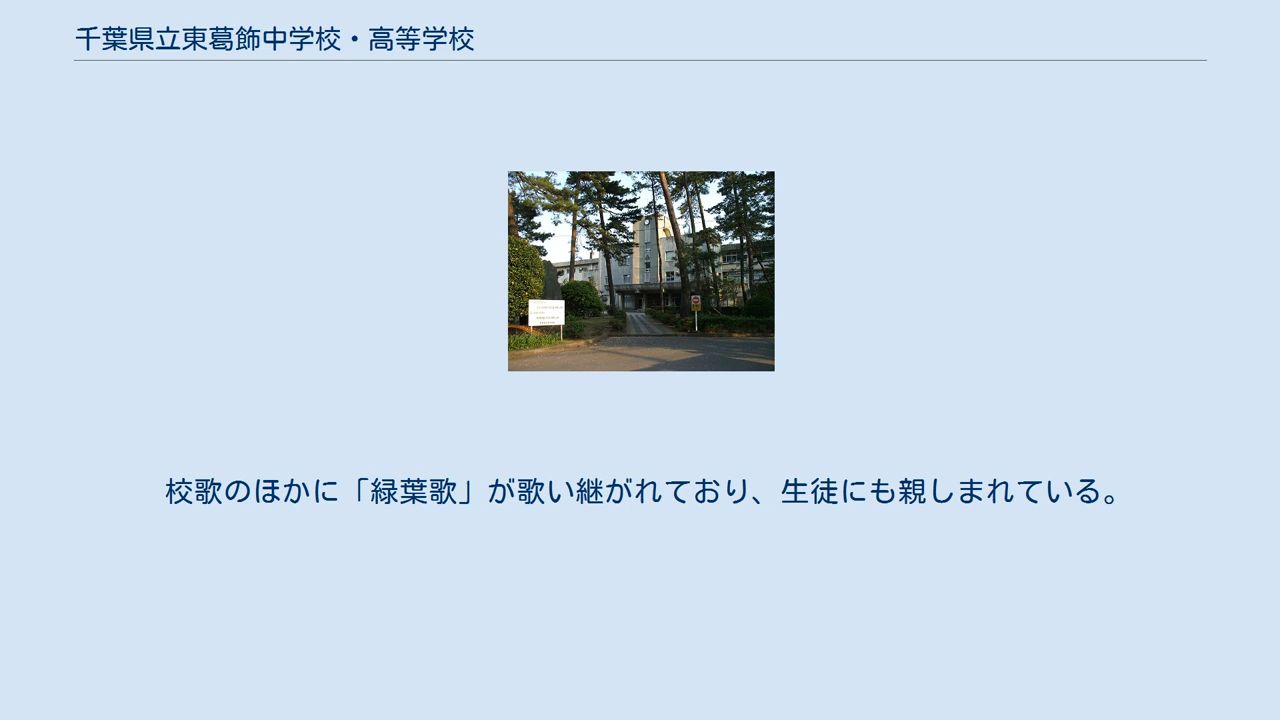 千葉県立東葛飾中学校・高等学校
校歌のほかに「緑葉歌」が歌い継がれており、生徒にも親しまれている。